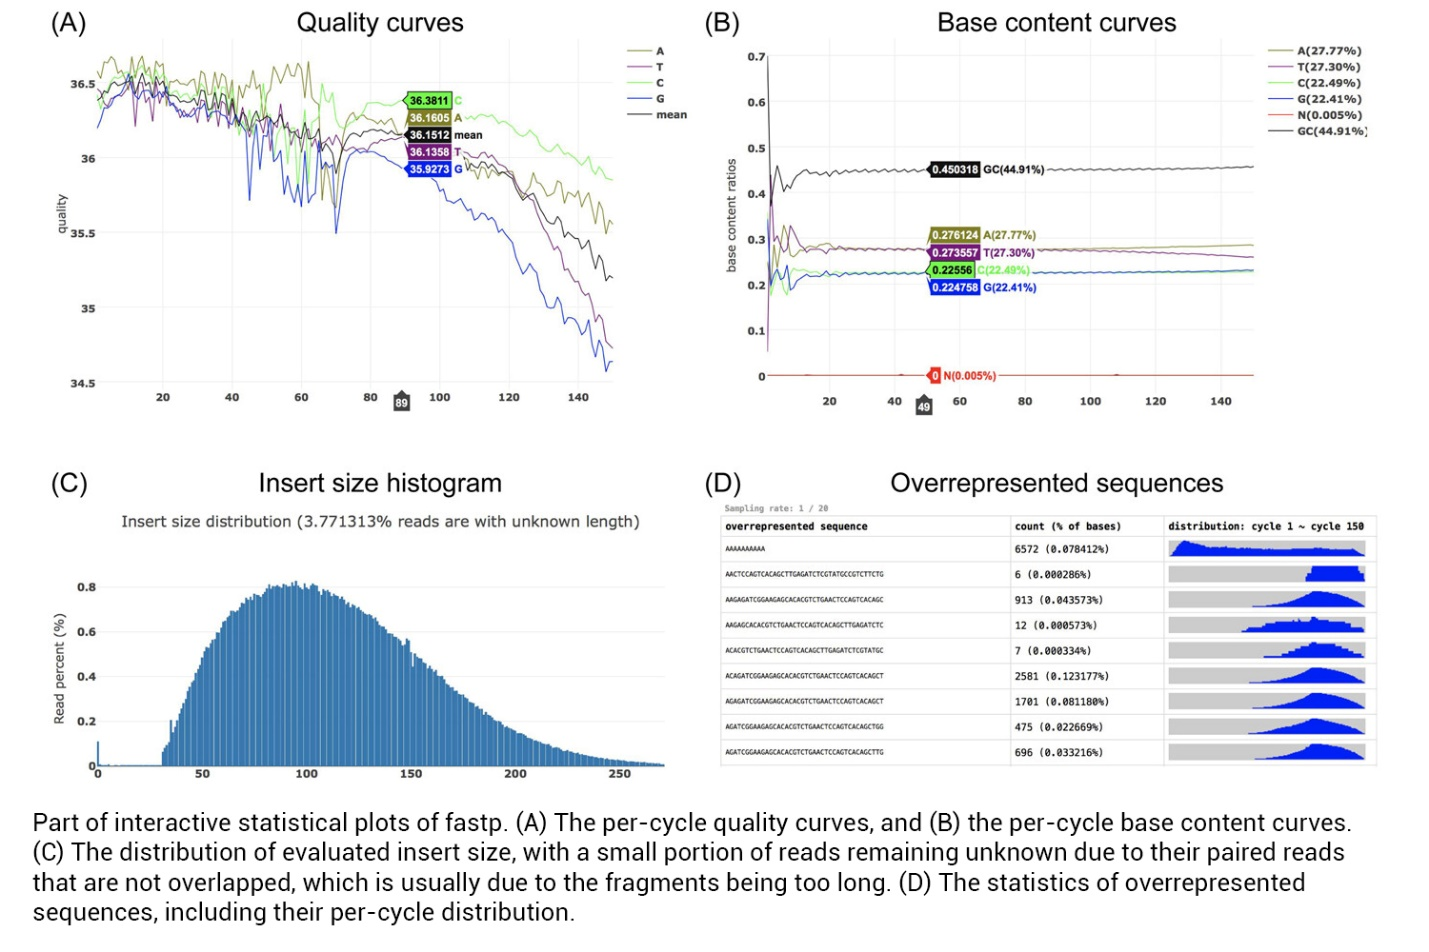 (A) Quality curves
A
T
C
G
mean
quality
36.5
36
35.5
35
34.5
36.3811 C
36.1605 A
36.1512 mean
36.1358 T
35.9273 G
20 40 60 80 89 100 120 140
(B) Base content curves
A(27.77%)
T(27.30%)
C(22.49%)
G(22.41%)
N(0.005%)
GC(44.91%)
base content ratios
0.7
0.6
0.5
0.4
0.3
0.2
0.1
0
0.450318 GC(44.91%)
0.276124 A(27.77%)
0.273557 T(27.30%)
0.22556 C(22.49%)
0.224758 G(22.41%)
0 N(0.005%)
20 40 49 60 80 100 120 140
(C) Insert size histogram
Insert size distribution (3.771313% reads are with unknown length)
Read percent (%)
0.8
0.6
0.4
0.2
0
0 50 100 150 200 250
(D) Overrepresented sequences
Sampling rate: 1 / 20
overrepresented sequence count (% of bases) distribution: cycle 1 ~ cycle 150
AAAAAAAAAA 6572 (0.078412%)
AACTCCAGTCACAGCTTGAGATCTCGTATGCCGTCTTCTG 6 (0.000286%)
AAGAGATCGGAAGAGCACACGTCTGAACTCCAGTCACAGC 913 (0.043573%)
AAGAGCACACGTCTGAACTCCAGTCACAGCTTGAGATCTC 12 (0.000573%)
ACACGTCTGAACTCCAGTCACAGCTTGAGATCTCGTATGC 7 (0.000334%)
ACAGATCGGAAGAGCACACGTCTGAACTCCAGTCACAGCT 2581 (0.123177%)
AGAGATCGGAAGAGCACACGTCTGAACTCCAGTCACAGCT 1701 (0.081180%)
AGATCGGAAGAGCACACGTCTGAACTCCAGTCACAGCTGG 475 (0.022669%)
AGATCGGAAGAGCACACGTCTGAACTCCAGTCACAGCTTG 696 (0.033216%)
Part of interactive statistical plots of fastp. (A) The per-cycle quality curves, and (B) the per-cycle base content curves.
(C) The distribution of evaluated insert size, with a small portion of reads remaining unknown due to their paired reads
that are not overlapped, which is usually due to the fragments being too long. (D) The statistics of overrepresented
sequences, including their per-cycle distribution.